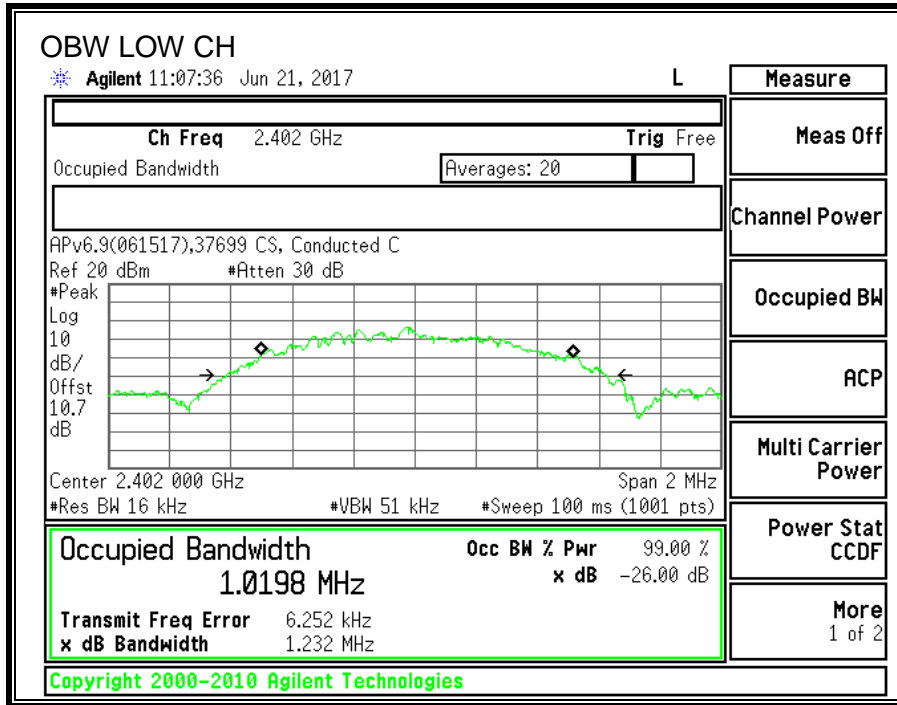 OBW LOW CH
Agilent 11:07:36 Jun 21, 2017 L
Measure
Ch Freq 2.402 GHz Trig Free
Occupied Bandwidth Averages: 20
APv6.9(061517),37699 CS, Conducted C
Ref 20 dBm #Atten 30 dB
#Peak
Log
10
dB/
Offst
10.7
dB
Center 2.402 000 GHz Span 2 MHz
#Res BW 16 kHz #VBW 51 kHz #Sweep 100 ms (1001 pts)
Occupied Bandwidth Occ BW % Pwr 99.00 %
1.0198 MHz x dB -26.00 dB
Transmit Freq Error 6.252 kHz
x dB Bandwidth 1.232 MHz
Copyright 2000-2010 Agilent Technologies
Meas Off
Channel Power
Occupied BW
ACP
Multi Carrier
Power
Power Stat
CCDF
More
1 of 2